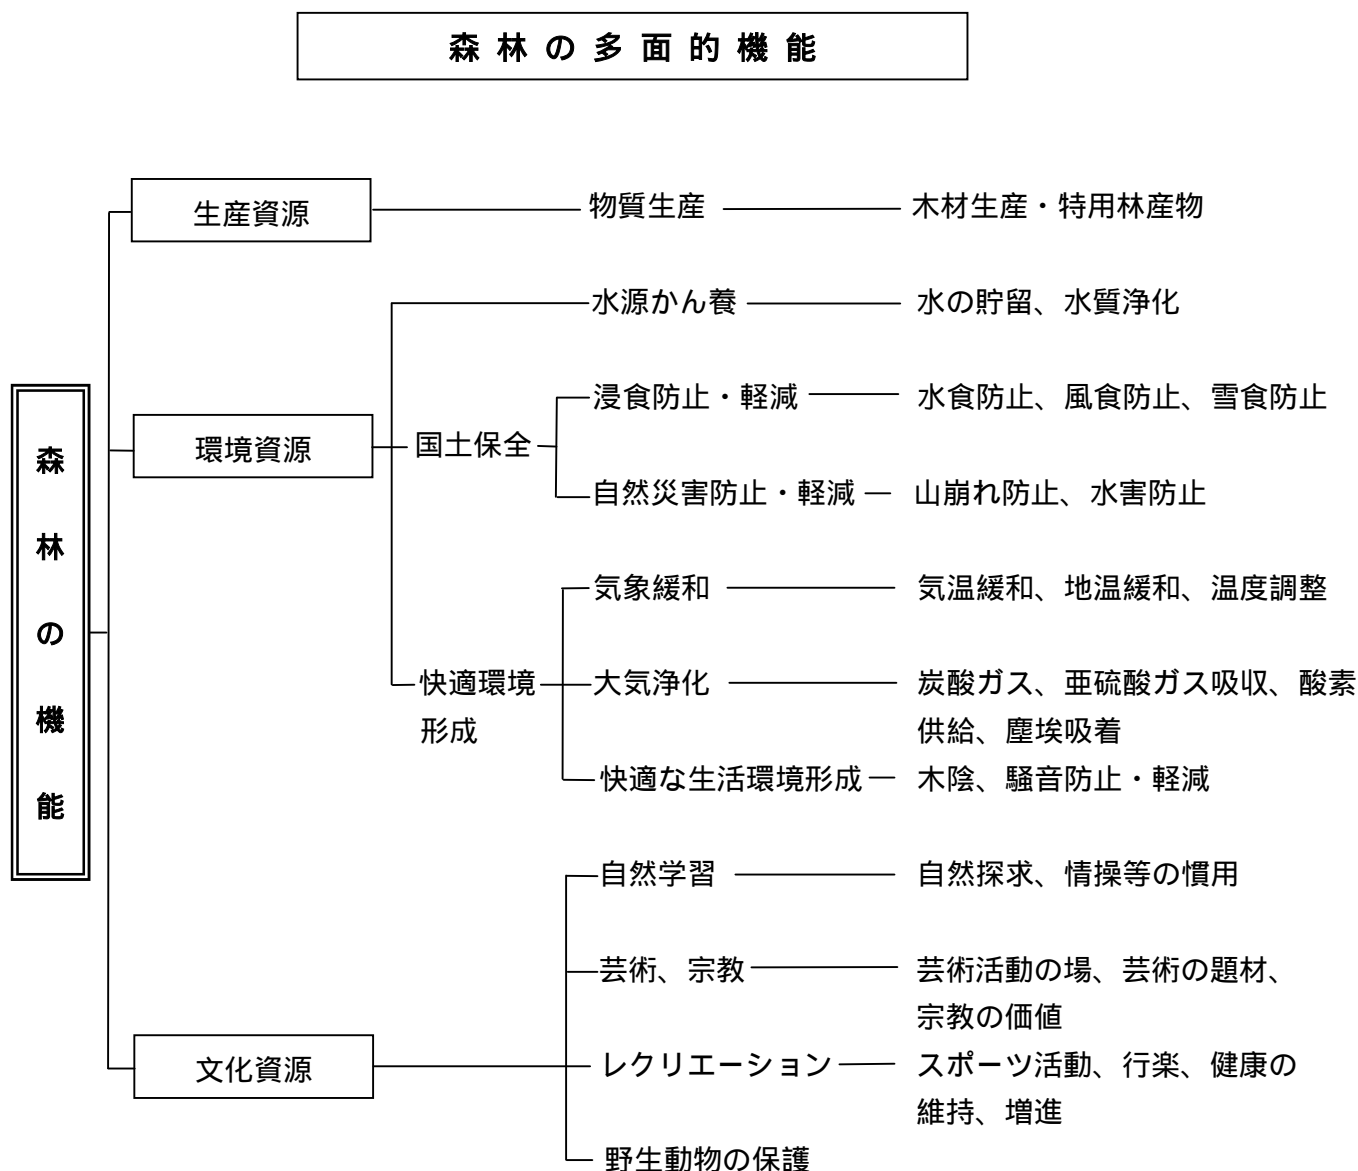 森林の多面的機能
生産資源 物質生産 木材生産・特用林産物
水源かん養 水の貯留、水質浄化
浸食防止・軽減 水食防止、風食防止、雪食防止
環境資源 国土保全
自然災害防止・軽減 山崩れ防止、水害防止
森林の機能
気象緩和 気温緩和、地温緩和、温度調整
快適環境 大気浄化 炭酸ガス、亜硫酸ガス吸収、酸素
形成 供給、塵埃吸着
快適な生活環境形成 木陰、騒音防止・軽減
自然学習 自然探求、情操等の慣用
芸術、宗教 芸術活動の場、芸術の題材、
宗教の価値
文化資源 レクリエーション スポーツ活動、行楽、健康の
維持、増進
野生動物の保護